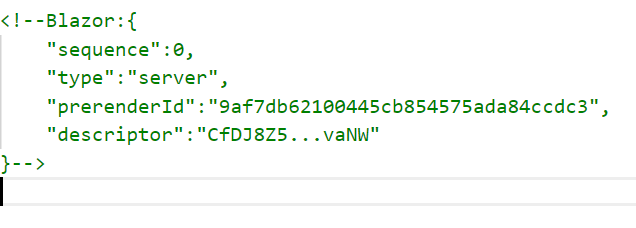 <!--Blazor:{
"sequence":0,
"type":"server",
"prerenderId":"9af7db62100445cb854575ada84ccdc3",
"descriptor":"CfDJ8Z5...vaNW"
}-->